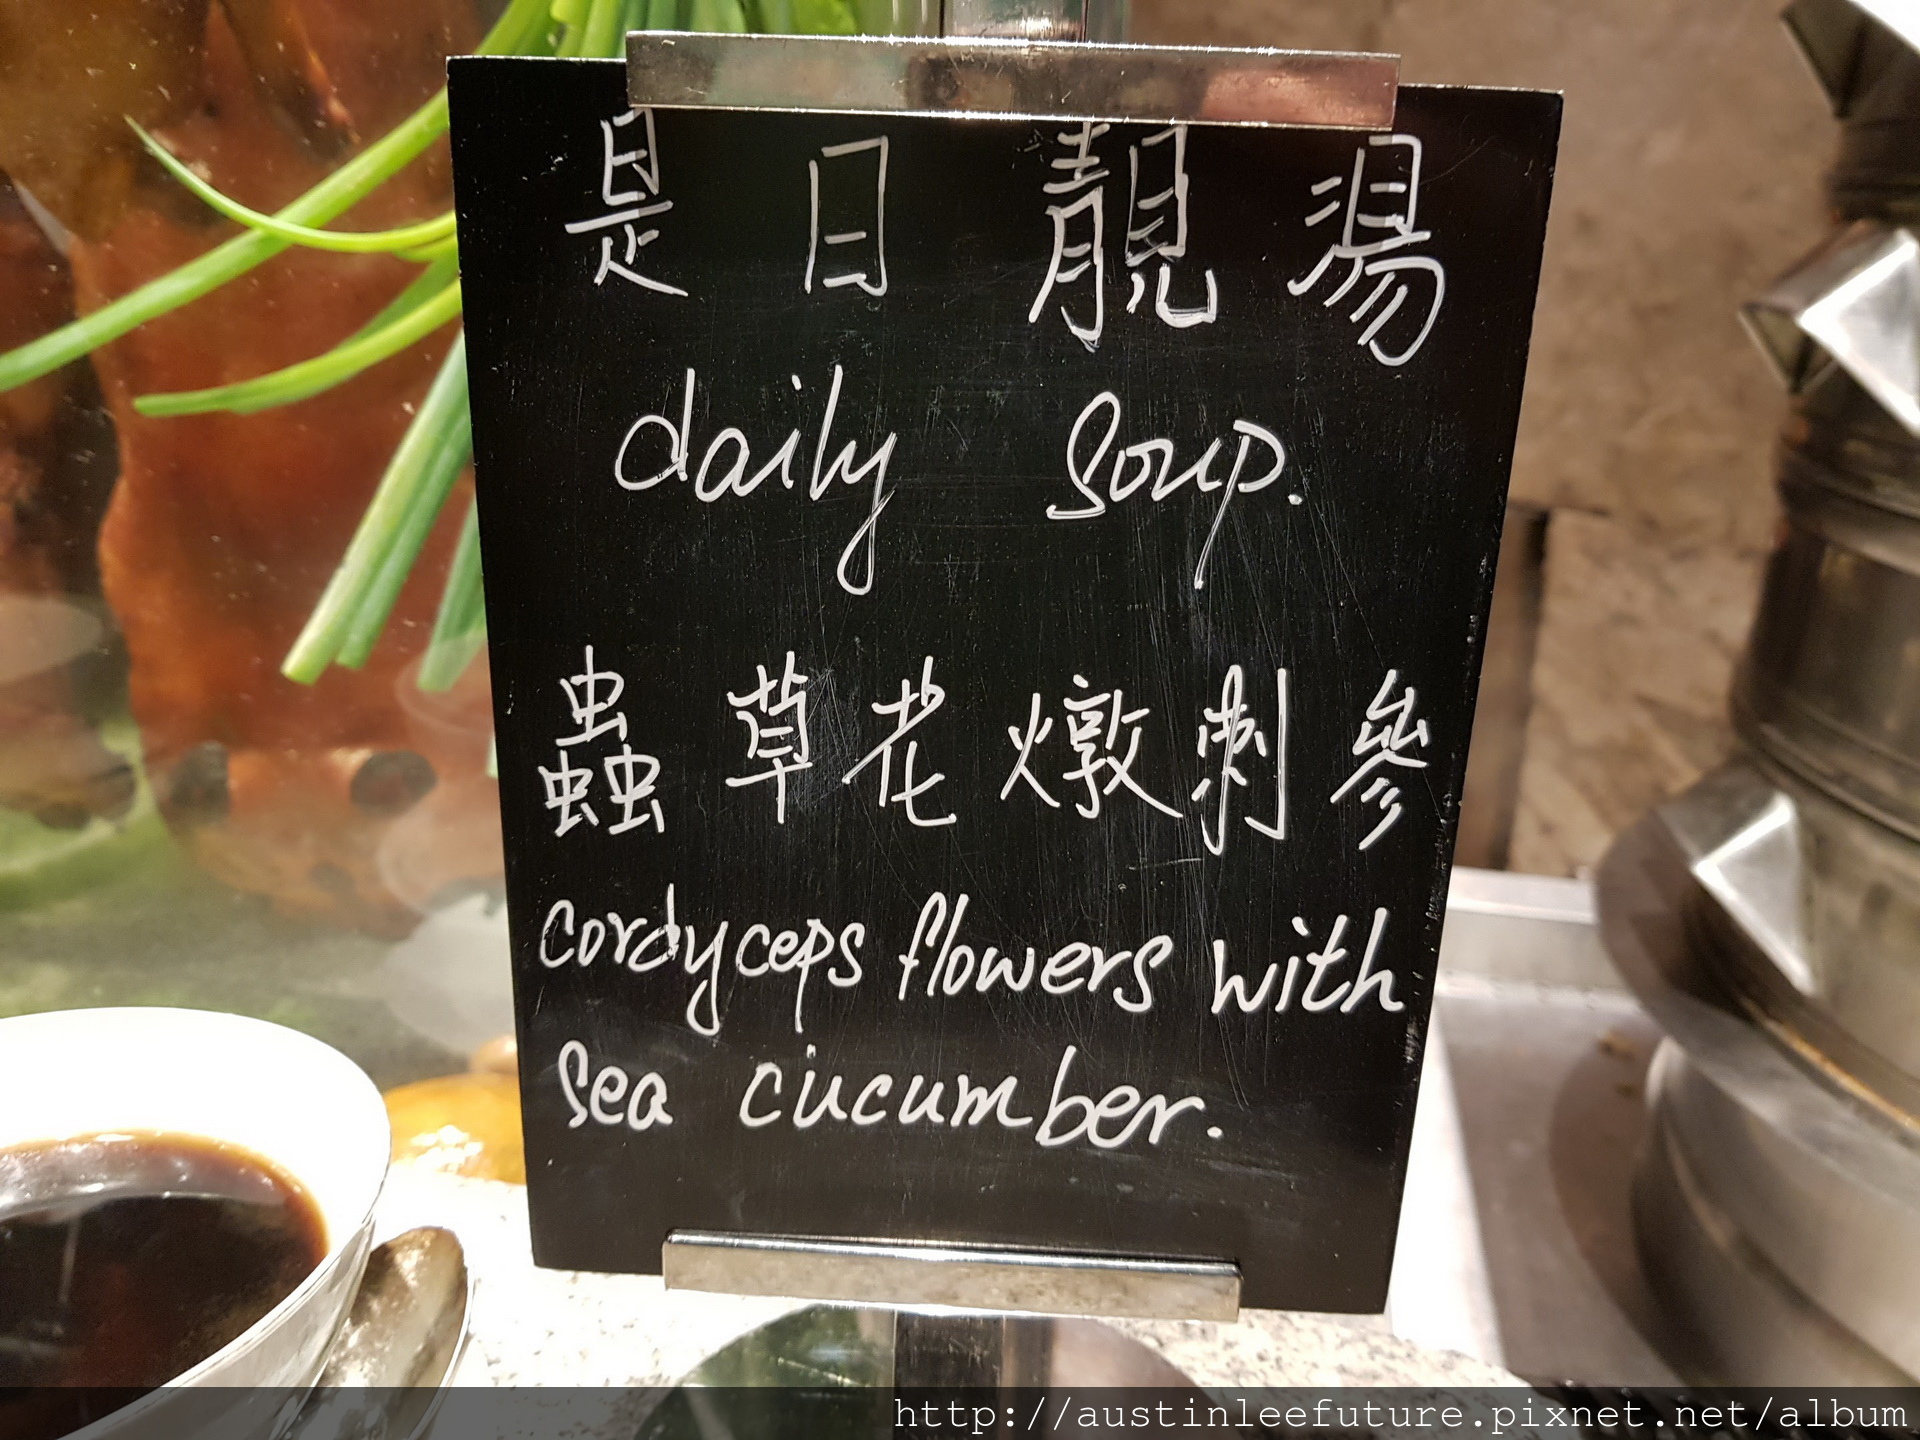 是日靚湯
daily soup.
蟲草花燉刺參
cordyceps flowers with
sea cucumber.
http://austinleefuture.pixnet.net/album